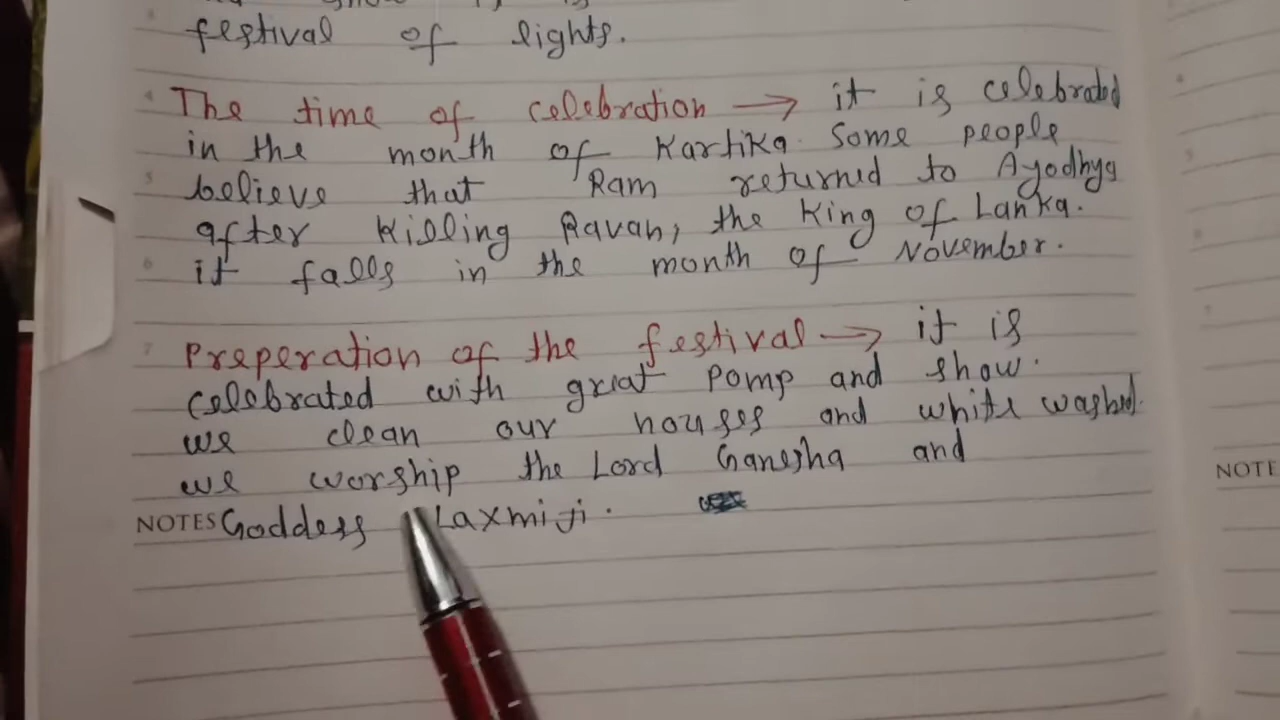 festival of lights.
The time of celebration → it is celebrated
in the month of Kartika. Some people
believe that Ram returned to Ayodhya
after killing Ravan, the King of Lanka.
it falls in the month of November.
Preperation of the festival → it is
celebrated with great pomp and show.
we clean our houses and white washed.
we worship the Lord Ganesha and
NOTES Goddess Laxmi ji.
NOTE